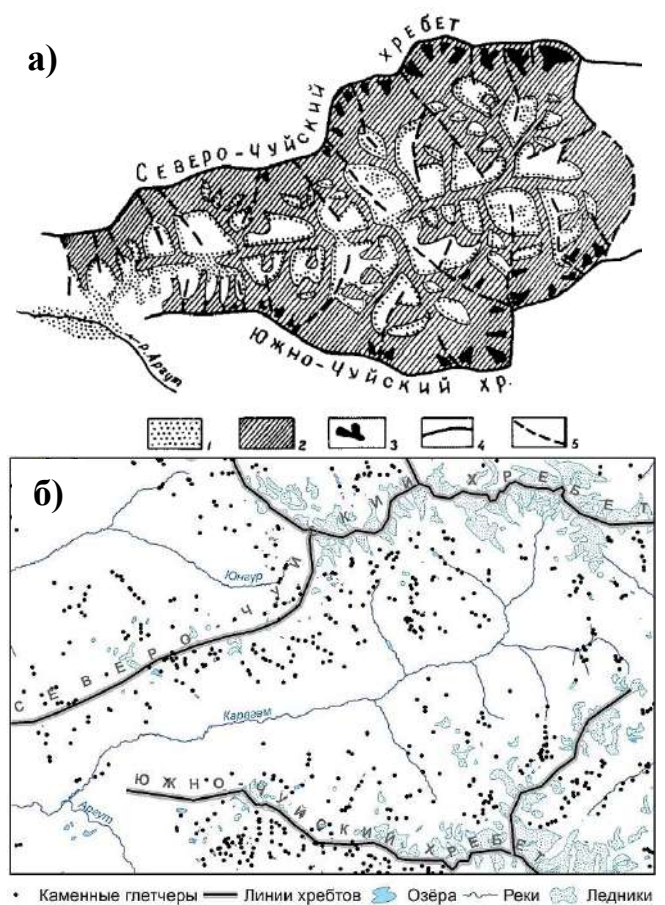 а)
СЕВЕРО-ЧУЙСКИЙ ХРЕБЕТ
р. Аргут
ЮЖНО-ЧУЙСКИЙ ХР.
1 2 3 4 5
б)
СЕВЕРО-ЧУЙСКИЙ ХРЕБЕТ
Юнгур
Карагем
ЮЖНО-ЧУЙСКИЙ ХРЕБЕТ
Аргут
Каменные глетчеры Линии хребтов Озёра Реки Ледники